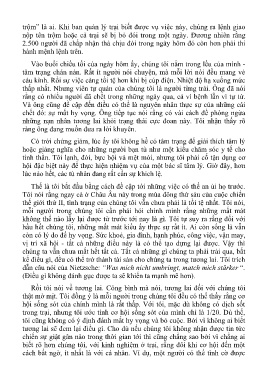 trộm" là ai. Khi ban quản lý trại biết được vụ việc này, chúng ra lệnh giao
nộp tên trộm hoặc cả trại sẽ bị bỏ đói trong một ngày. Đương nhiên rằng
2.500 người đã chấp nhận thà chịu đói trong ngày hôm đó còn hơn phải thi
hành mệnh lệnh trên.
Vào buổi chiều tối của ngày hôm ấy, chúng tôi nằm trong lều của mình -
tâm trạng chán nản. Rất ít người nói chuyện, mà mỗi lời nói đều mang vẻ
cáu kỉnh. Rồi sự việc càng tồi tệ hơn khi bị cúp điện. Nhiệt độ hạ xuống mức
thấp nhất. Nhưng viên tự quản của chúng tôi là người từng trải. Ông đã nói
rằng có nhiều người đã chết trong những ngày qua, cả vì bệnh lẫn vì tự tử.
Và ông cũng đề cập đến điều có thể là nguyên nhân thực sự của những cái
chết đó: sự mất hy vọng. Ông tiếp tục nói rằng có vài cách để phòng ngừa
những nạn nhân tương lai khỏi trạng thái cực đoan này. Tôi nhận thấy rõ
ràng ông đang muốn đưa ra lời khuyên.
Có trời chứng giám, lúc ấy tôi không hề có tâm trạng để giải thích tâm lý
hoặc giảng nghĩa cho những người bạn tù như một kiểu chăm sóc y tế cho
tinh thần. Tôi lạnh, đói, bực bội và mệt mỏi, nhưng tôi phải cố tận dụng cơ
hội đặc biệt này để thực hiện nhiệm vụ của một bác sĩ tâm lý. Giờ đây, hơn
lúc nào hết, các tù nhân đang rất cần sự khích lệ.
Thế là tôi bắt đầu bằng cách đề cập tới những việc có thể an ủi họ trước.
Tôi nói rằng ngay cả ở Châu Âu này trong mùa đông thứ sáu của cuộc chiến
thế giới thứ II, tình trạng của chúng tôi vẫn chưa phải là tồi tệ nhất. Tôi nói,
mỗi người trong chúng tôi cần phải hỏi chính mình rằng những mất mát
không thể nào lấy lại được từ trước tới nay là gì. Tôi tự suy ra rằng đối với
hầu hết chúng tôi, những mất mát kiểu ấy thực sự rất ít. Ai còn sống là vẫn
còn có lý do để hy vọng. Sức khoẻ, gia đình, hạnh phúc, công việc, vận may,
vị trí xã hội - tất cả những điều này là có thể tạo dựng lại được. Vậy thì
chúng ta vẫn chưa mất hết tất cả. Tất cả những gì chúng ta phải trải qua, bất
kể điều gì, đều có thể trở thành tài sản cho chúng ta trong tương lai. Tôi trích
dẫn câu nói của Nietzsche: "Was mich nicht umbringt, macht mich stärker".
(Điều gì không đánh gục được ta sẽ khiến ta mạnh mẽ hơn).
Rồi tôi nói về tương lai. Công bình mà nói, tương lai đối với chúng tôi
thật mờ mịt. Tôi đồng ý là mỗi người trong chúng tôi đều có thể thấy rằng cơ
hội sống sót của chính mình là rất thấp. Với tôi, mặc dù không có dịch sốt
trong trại, nhưng tôi ước tính cơ hội sống sót của mình chỉ là 1/20. Dù thế,
tôi cũng không có ý định đánh mất hy vọng và bỏ cuộc. Bởi vì không ai biết
tương lai sẽ đem lại điều gì. Cho dù nếu chúng tôi không nhận được tin tức
chiến sự giật gân nào trong thời gian tới thì cũng chẳng sao bởi vì chẳng ai
biết rõ hơn chúng tôi, với kinh nghiệm ở trại, rằng đôi khi cơ hội đến một
cách bất ngờ, ít nhất là với cá nhân. Ví dụ, một người có thể tình cờ được